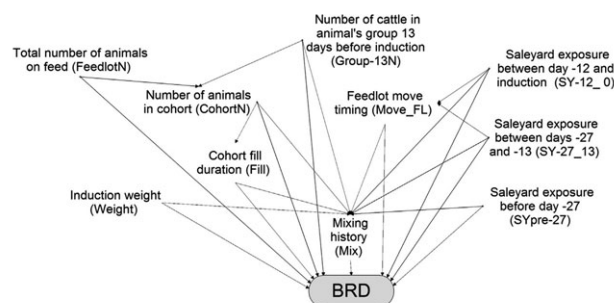 Number of cattle in
animal's group 13
days before induction
(Group-13N)
Total number of animals
on feed (FeedlotN)
Saleyard exposure
between day -12 and
induction (SY-12_ 0)
Number of animals
in cohort (CohortN)
Feedlot move
timing (Move_FL)
Saleyard exposure
between days -27
and -13 (SY-27_13)
Cohort fill
duration (Fill)
Induction weight
(Weight)
Saleyard exposure
before day -27
(SYpre-27)
Mixing
history
(Mix)
BRD